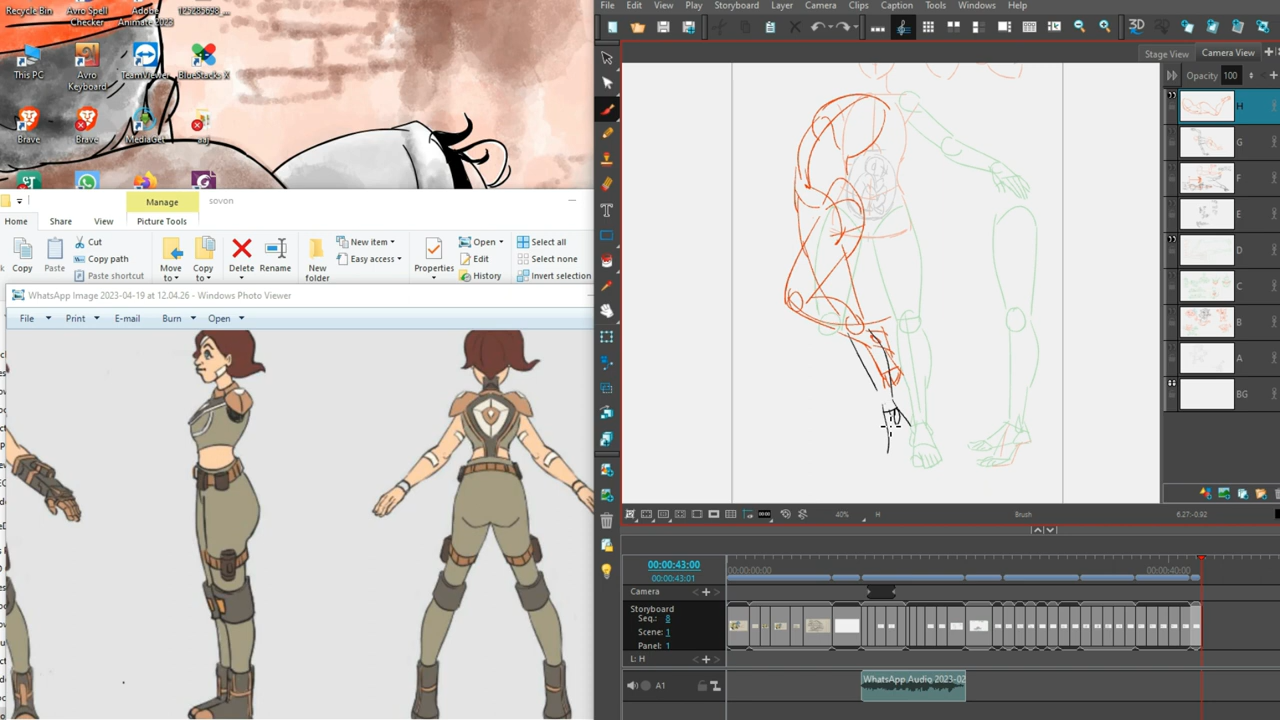 Recycle Bin
Avro Spell Checker
Adobe Animate 2023
125285698_...
This PC
Avro Keyboard
TeamViewer
BlueStacks X
Brave
Brave
MediaGet
Manage
sovon
Home
Share
View
Picture Tools
Copy
Paste
Cut
Copy path
Paste shortcut
Move to
Copy to
Delete
Rename
New folder
New item
Easy access
Properties
Open
Edit
History
Select all
Select none
Invert selection
WhatsApp Image 2023-04-19 at 12.04.26 - Windows Photo Viewer
File
Print
E-mail
Burn
Open
File Edit View Play Storyboard Layer Camera Clips Caption Tools Windows Help
3D
Stage View
Camera View
Opacity 100
H
G
F
E
D
C
B
A
BG
40%
H
Brush
6.27:-0.92
00:00:43:00
00:00:43:01
00:00:00:00
00:00:40:00
Camera
Storyboard
Seq.: 8
Scene: 1
Panel: 1
L: H
A1
WhatsApp Audio 2023-02